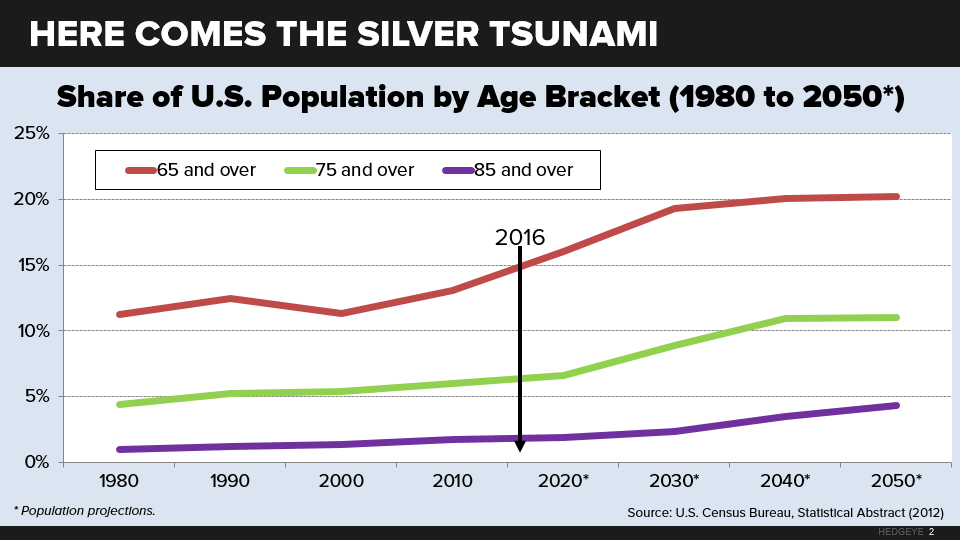 HERE COMES THE SILVER TSUNAMI
Share of U.S. Population by Age Bracket (1980 to 2050*)
25%
65 and over 75 and over 85 and over
20%
2016
15%
10%
5%
0%
1980 1990 2000 2010 2020* 2030* 2040* 2050*
* Population projections.
Source: U.S. Census Bureau, Statistical Abstract (2012)
HEDGEYE 2